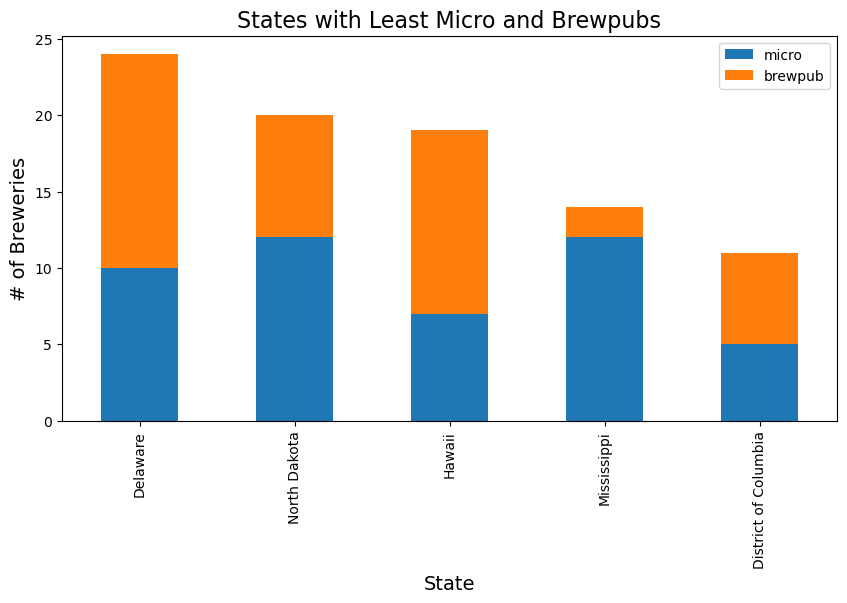 States with Least Micro and Brewpubs
micro
brewpub
# of Breweries
25
20
15
10
5
0
Delaware
North Dakota
Hawaii
Mississippi
District of Columbia
State